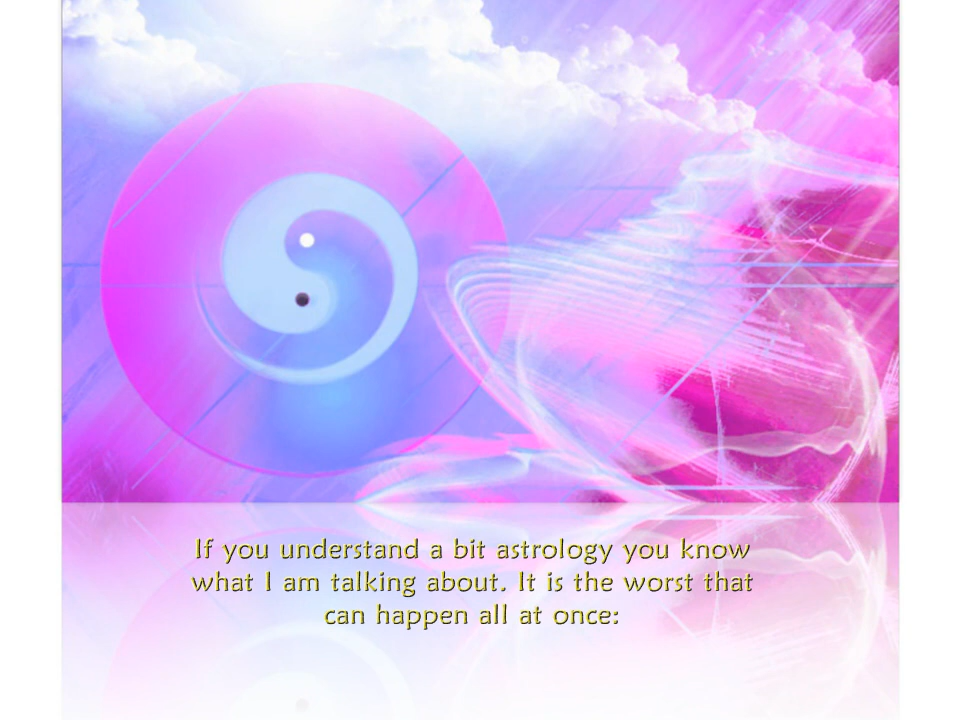 If you understand a bit astrology you know
what I am talking about. It is the worst that
can happen all at once: